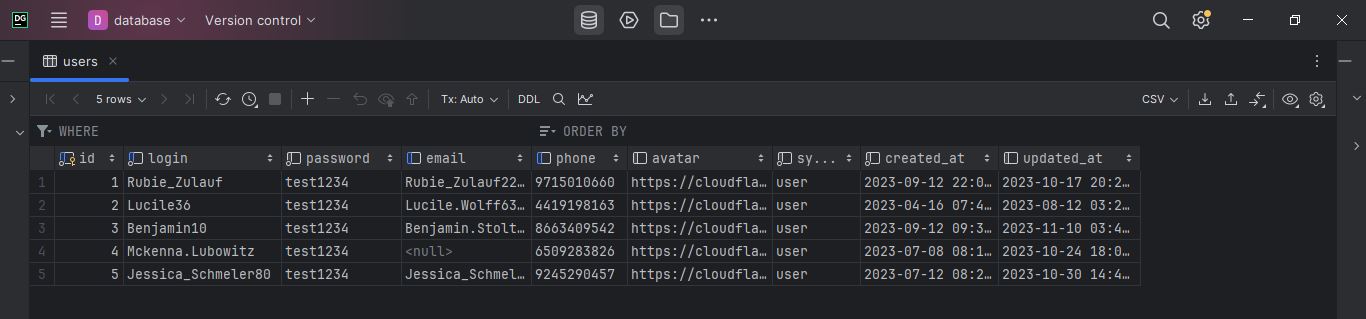 DG D database Version control
users
5 rows Tx: Auto DDL CSV
WHERE ORDER BY
id login password email phone avatar sy... created_at updated_at
1 1 Rubie_Zulauf test1234 Rubie_Zulauf22... 9715010660 https://cloudfla... user 2023-09-12 22:0... 2023-10-17 20:2...
2 2 Lucile36 test1234 Lucile.Wolff63... 4419198163 https://cloudfla... user 2023-04-16 07:4... 2023-08-12 03:2...
3 3 Benjamin10 test1234 Benjamin.Stolt... 8663409542 https://cloudfla... user 2023-09-12 09:3... 2023-11-10 03:4...
4 4 Mckenna.Lubowitz test1234 <null> 6509283826 https://cloudfla... user 2023-07-08 08:1... 2023-10-24 18:0...
5 5 Jessica_Schmeler80 test1234 Jessica_Schmel... 9245290457 https://cloudfla... user 2023-07-12 08:2... 2023-10-30 14:4...